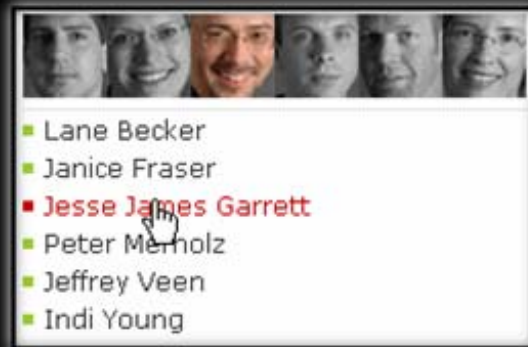 Lane Becker
Janice Fraser
Jesse James Garrett
Peter Merholz
Jeffrey Veen
Indi Young